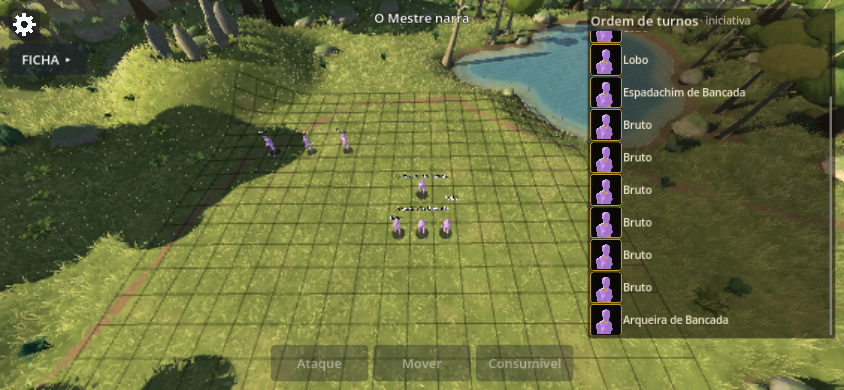 O Mestre narra
Ordem de turnos · iniciativa
FICHA ▸
Lobo
Espadachim de Bancada
Bruto
Bruto
Bruto
Bruto
Bruto
Bruto
Arqueira de Bancada
Ataque
Mover
Consumível